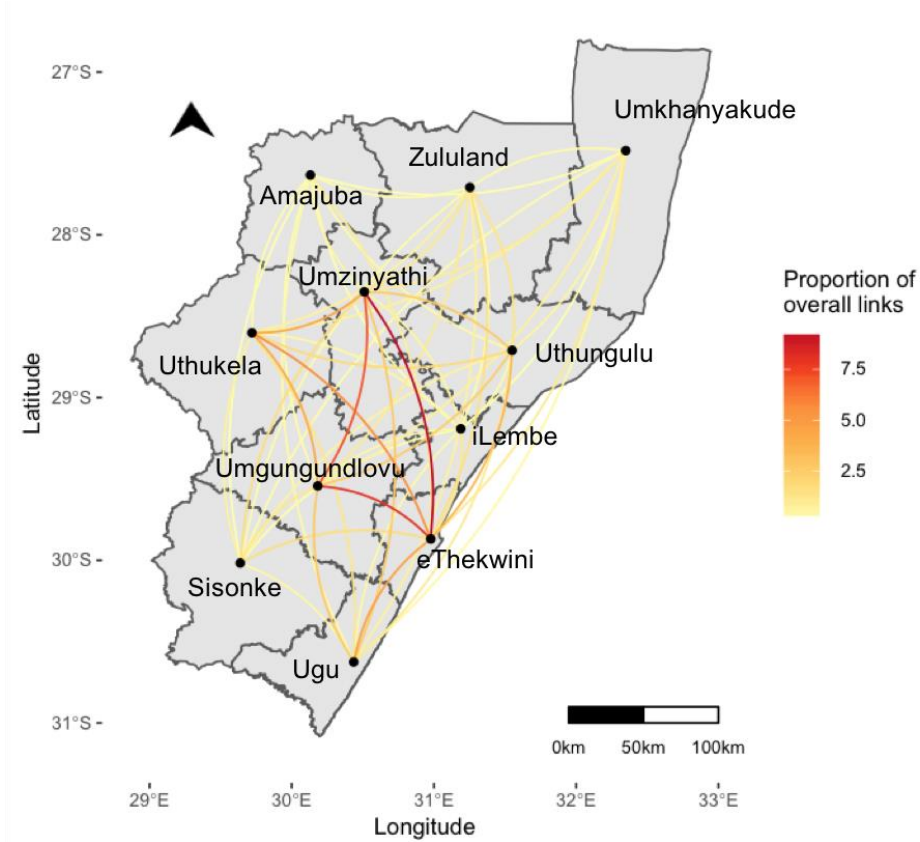 27°S
28°S
29°S
30°S
31°S
Latitude
Umkhanyakude
Zululand
Amajuba
Umzinyathi
Uthukela
Uthungulu
iLembe
Umgungundlovu
eThekwini
Sisonke
Ugu
0km 50km 100km
29°E 30°E 31°E 32°E 33°E
Longitude
Proportion of
overall links
7.5
5.0
2.5